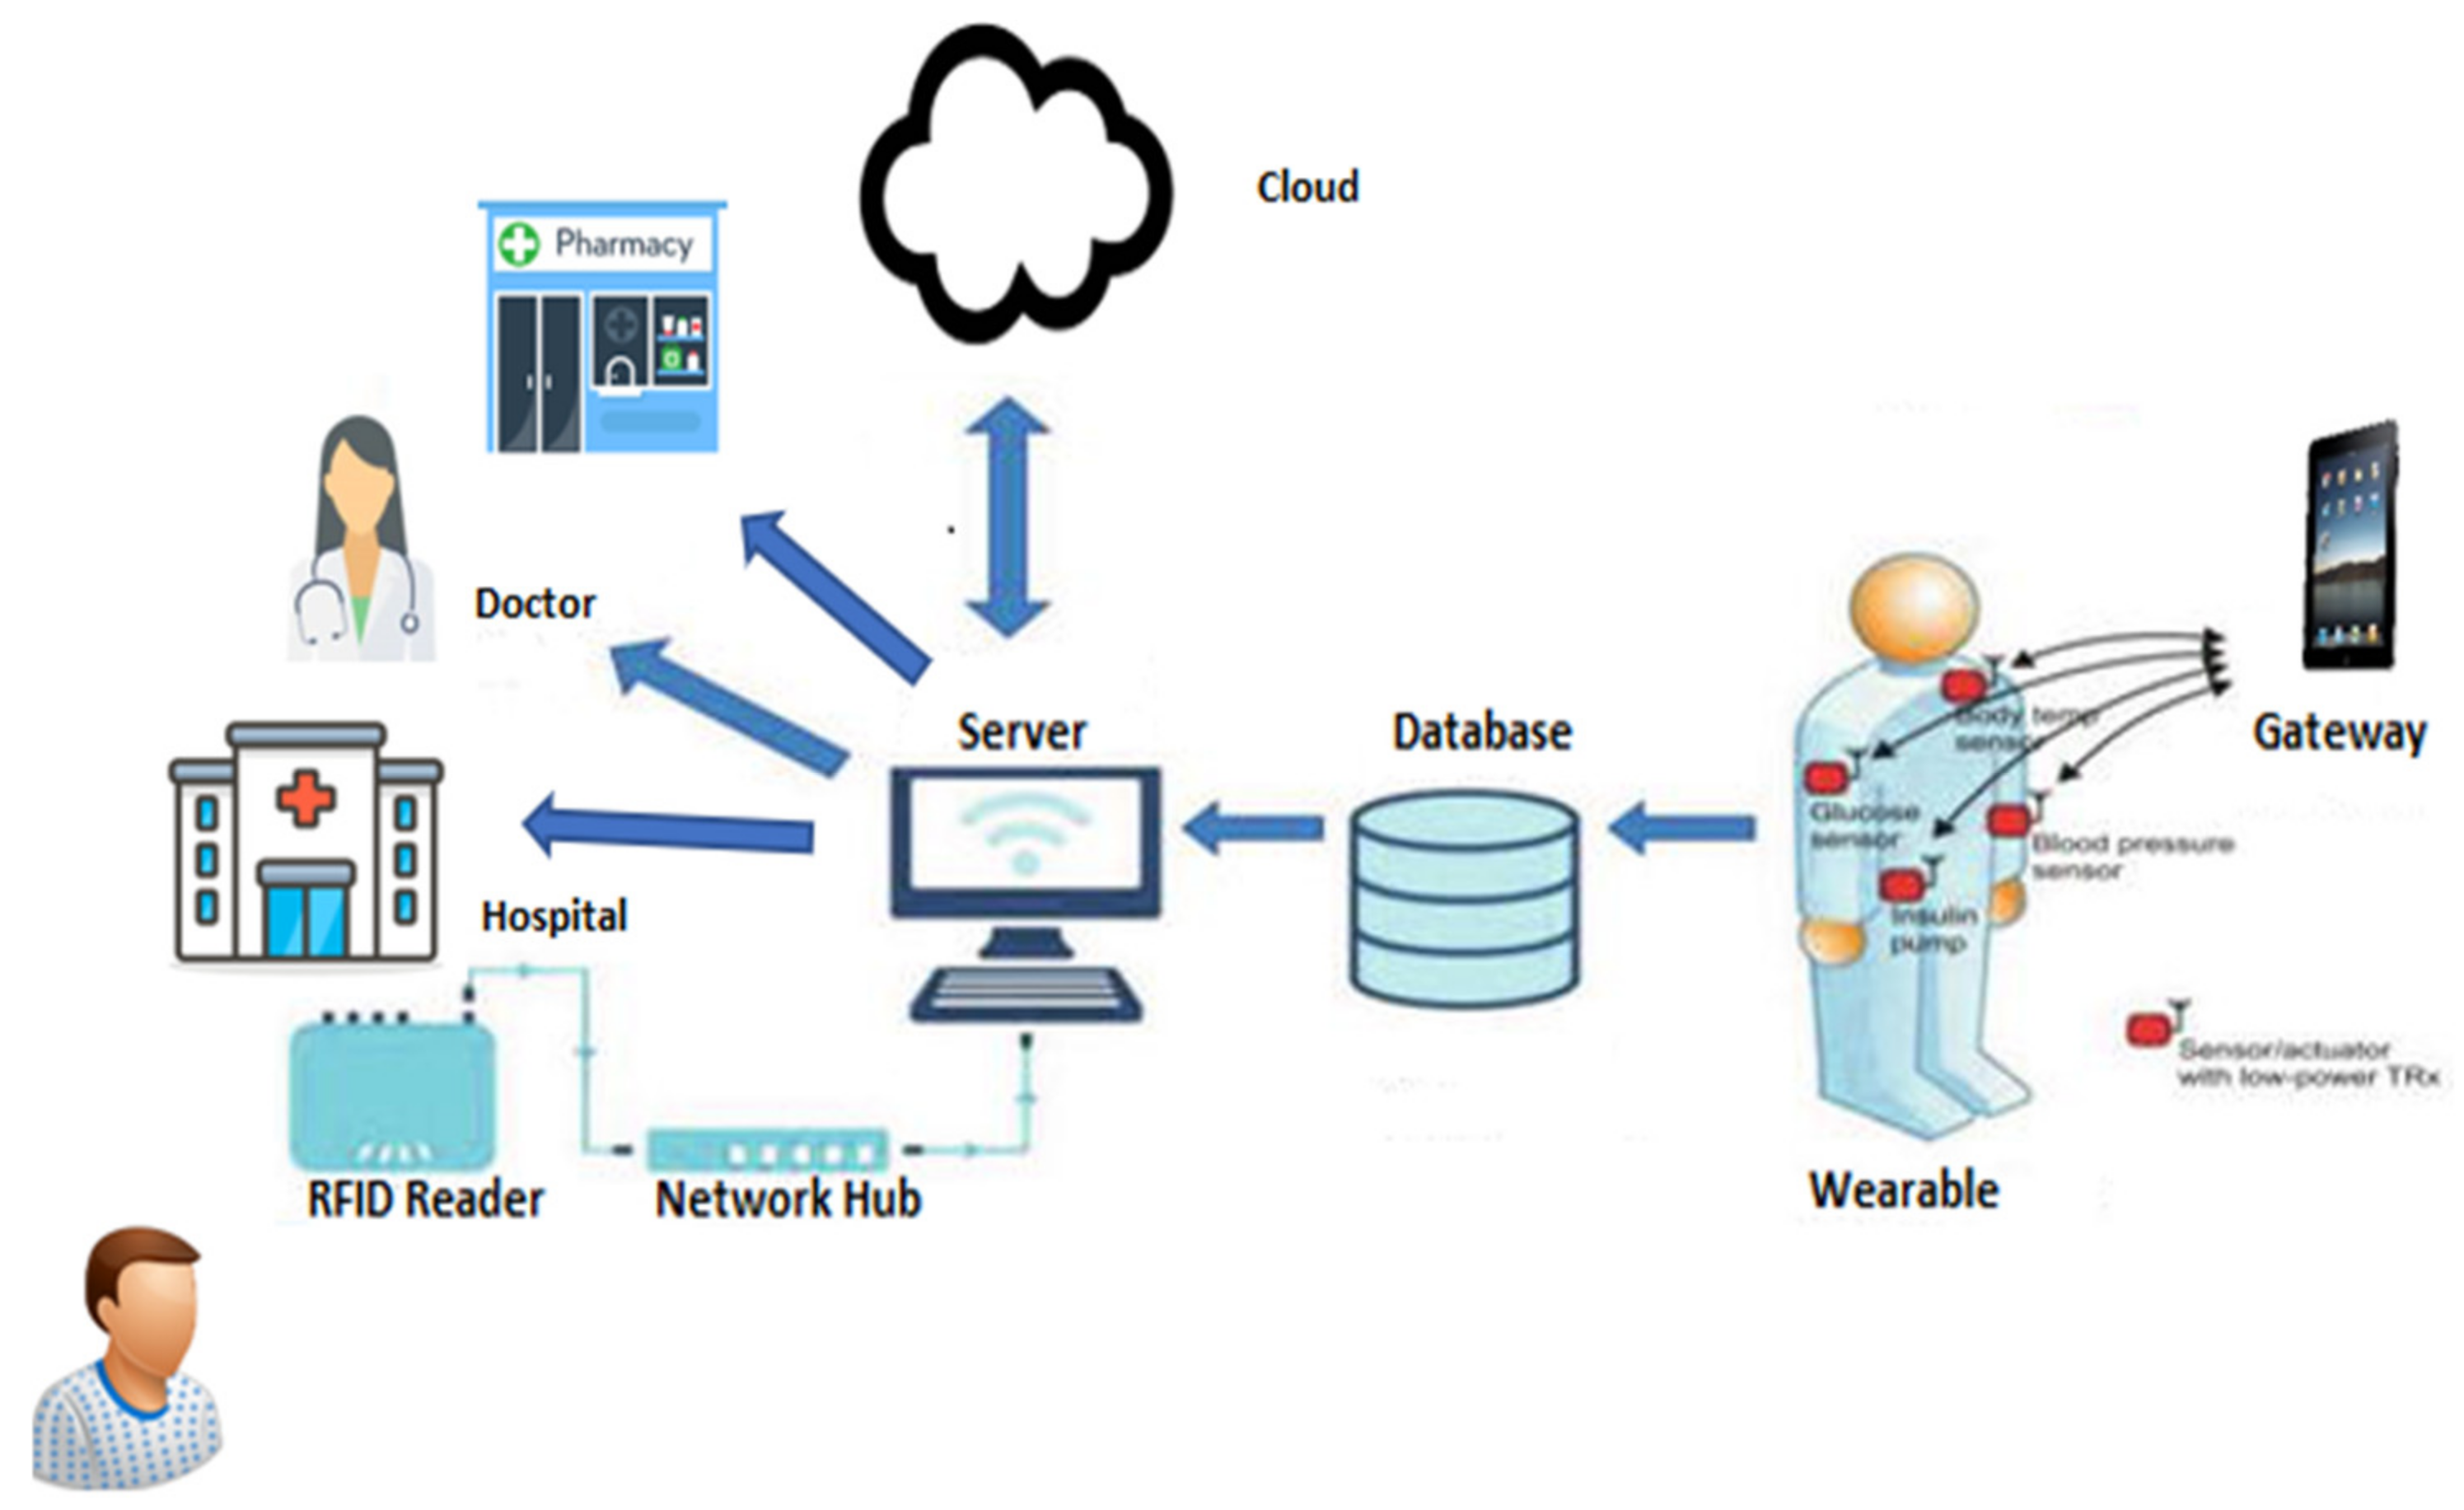 Cloud
Pharmacy
Doctor
Server
Database
Gateway
Body temp
sensor
Glucose
sensor
Blood pressure
sensor
Hospital
Insulin
pump
Sensor/actuator
with low-power TRx
RFID Reader
Network Hub
Wearable